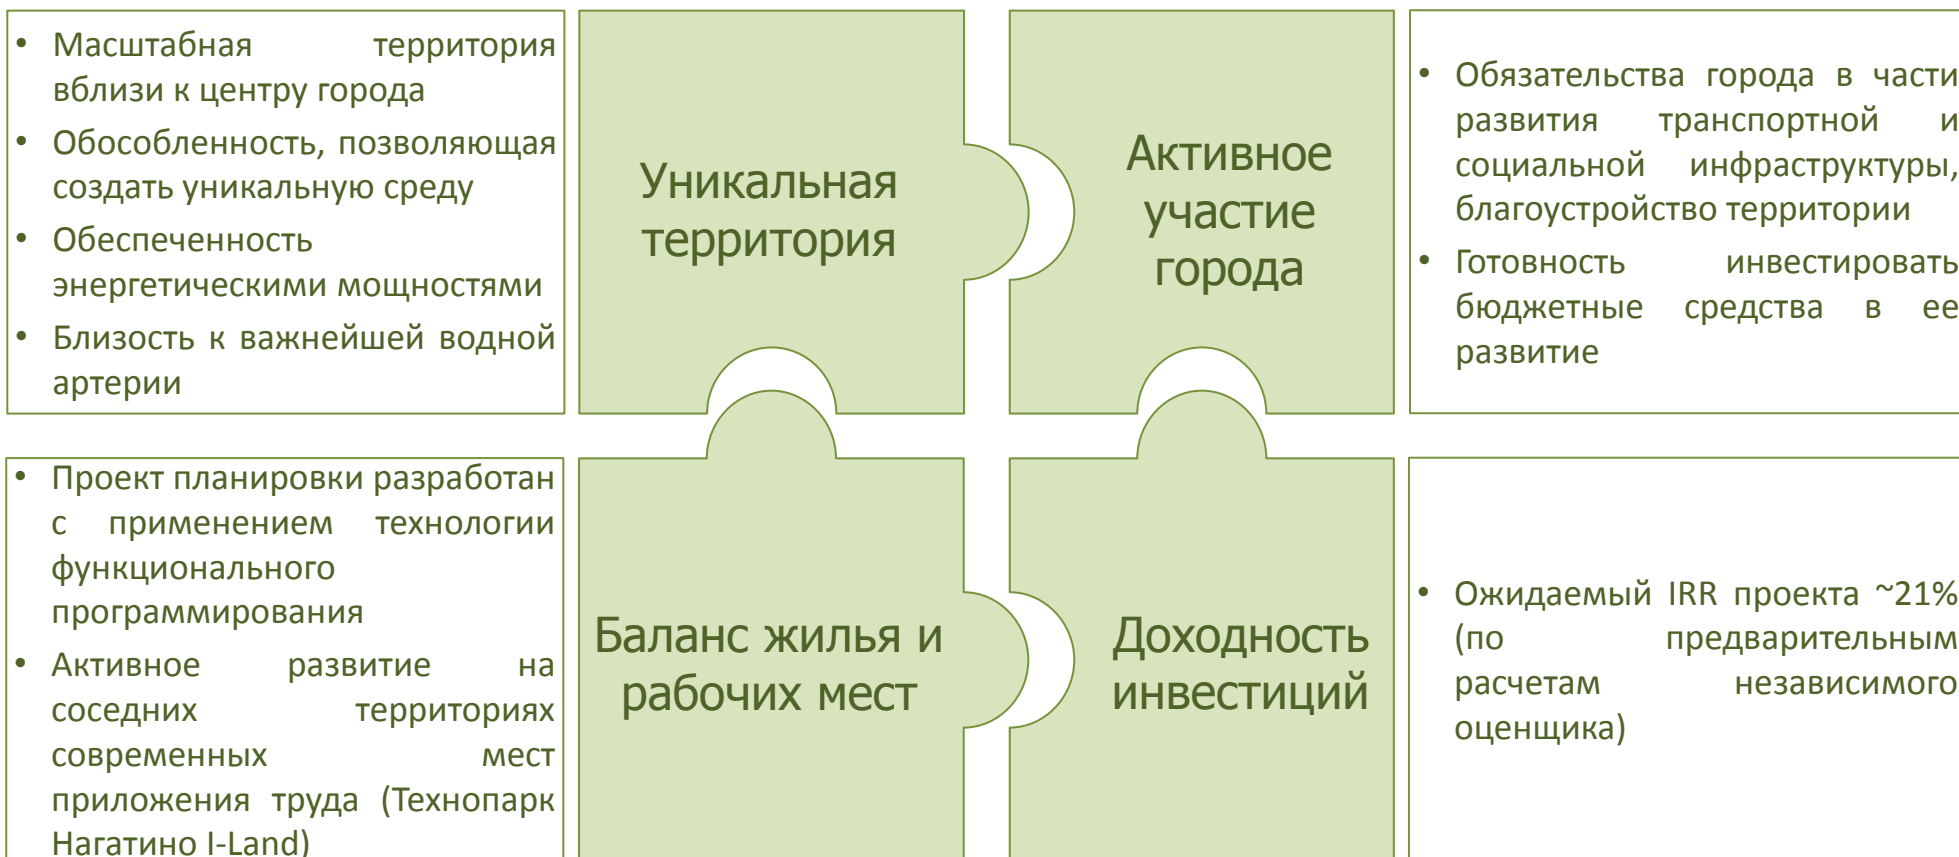 • Масштабная территория
вблизи к центру города
• Обособленность, позволяющая
создать уникальную среду
• Обеспеченность
энергетическими мощностями
• Близость к важнейшей водной
артерии
Уникальная
территория
Активное
участие
города
• Обязательства города в части
развития транспортной и
социальной инфраструктуры,
благоустройство территории
• Готовность инвестировать
бюджетные средства в ее
развитие
• Проект планировки разработан
с применением технологии
функционального
программирования
• Активное развитие на
соседних территориях
современных мест
приложения труда (Технопарк
Нагатино I-Land)
Баланс жилья и
рабочих мест
Доходность
инвестиций
• Ожидаемый IRR проекта ~21%
(по предварительным
расчетам независимого
оценщика)